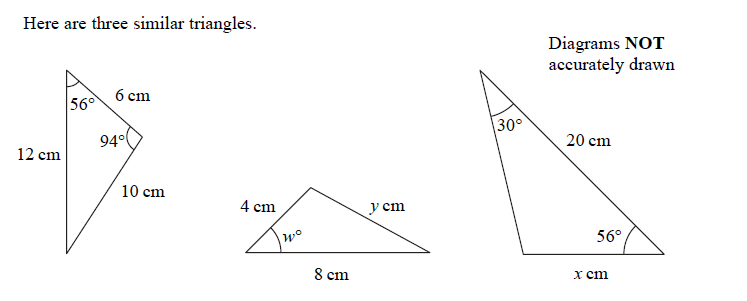 Here are three similar triangles.
Diagrams NOT
accurately drawn
56°
6 cm
94°
12 cm
10 cm
4 cm
y cm
w°
8 cm
30°
20 cm
56°
x cm